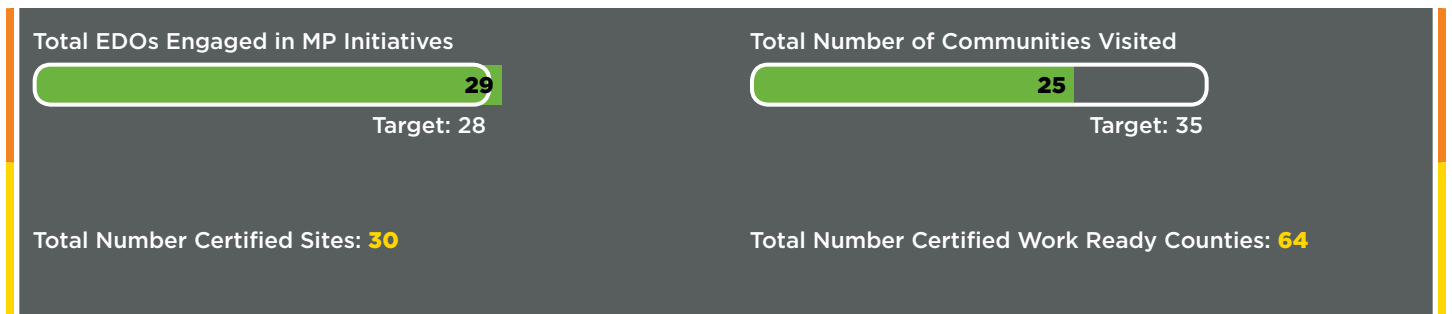 Total EDOs Engaged in MP Initiatives
29
Target: 28
Total Number of Communities Visited
25
Target: 35
Total Number Certified Sites: 30
Total Number Certified Work Ready Counties: 64